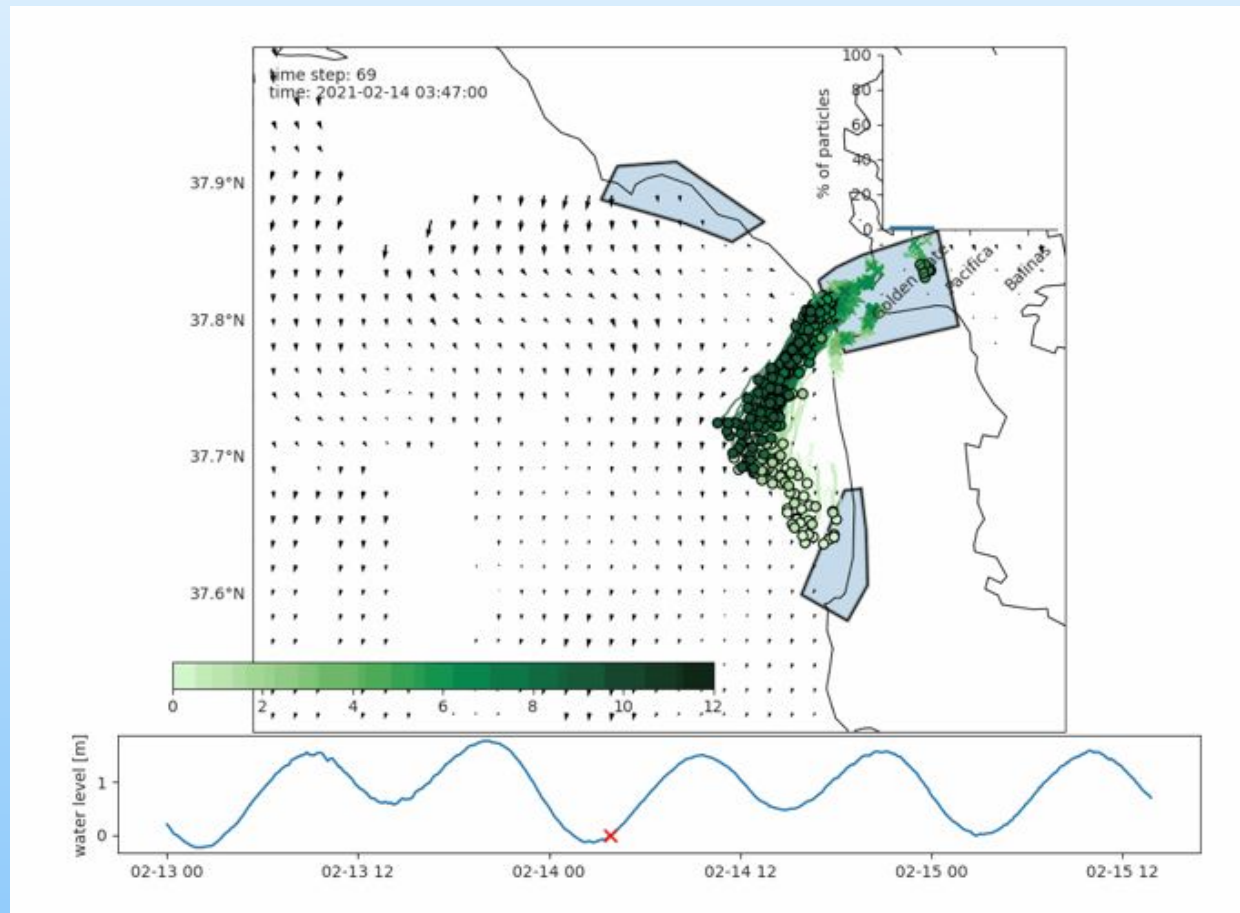 time step: 69
time: 2021-02-14 03:47:00
100
80
60
40
20
0
% of particles
Golden Gate
Pacifica
Balinas
37.9°N
37.8°N
37.7°N
37.6°N
0 2 4 6 8 10 12
water level [m]
1
0
02-13 00 02-13 12 02-14 00 02-14 12 02-15 00 02-15 12